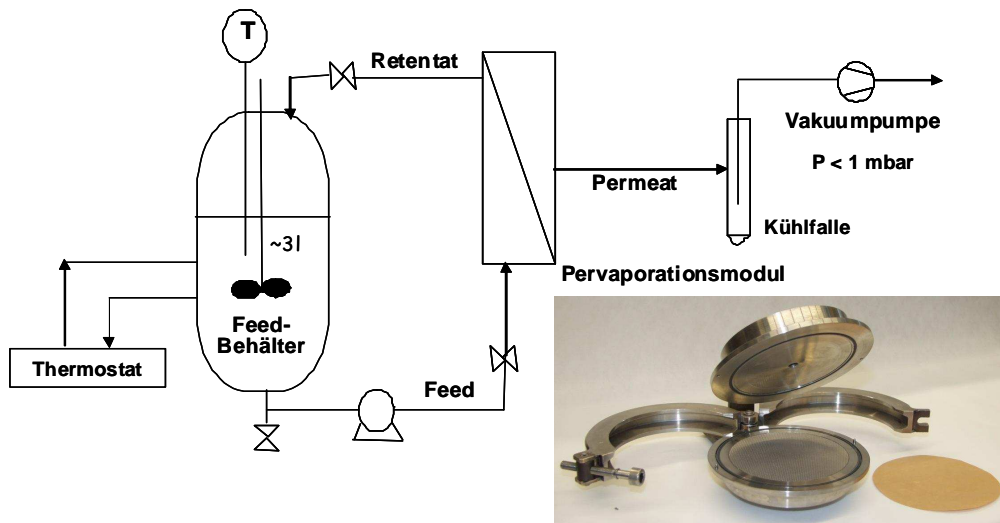 T
Retentat
Vakuumpumpe
P < 1 mbar
Permeat
Kühlfalle
~3l
Pervaporationsmodul
Feed-
Behälter
Thermostat
Feed